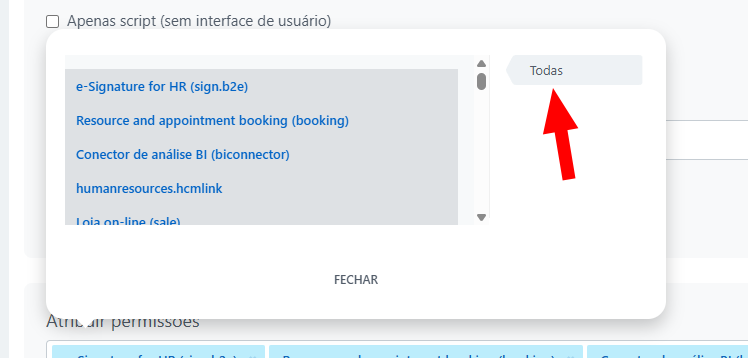 Apenas script (sem interface de usuário)
Todas
e-Signature for HR (sign.b2e)
Resource and appointment booking (booking)
Conector de análise BI (biconnector)
humanresources.hcmlink
Loja on-line (sale)
FECHAR
Atribuir permissões